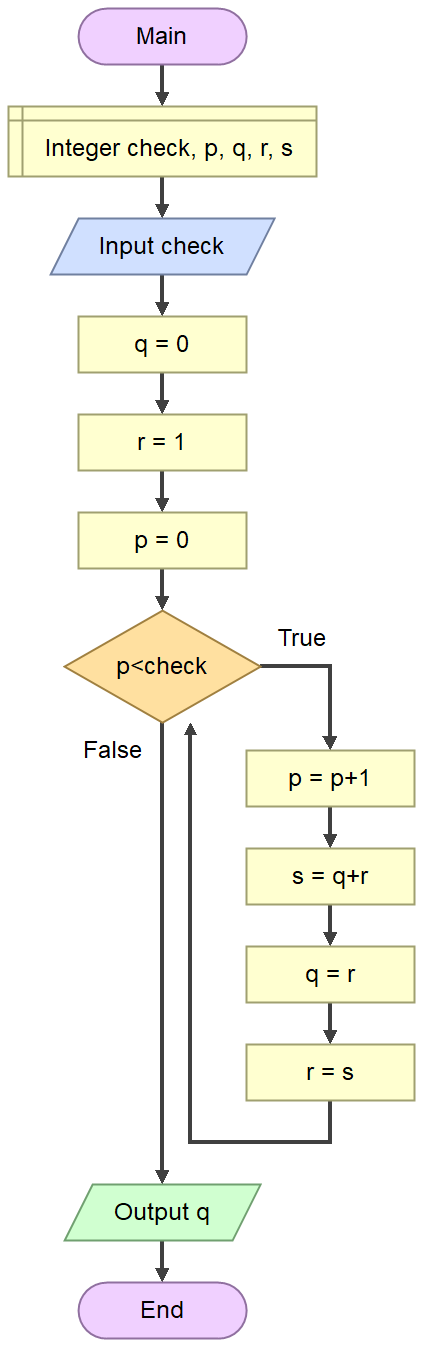 Main
Integer check, p, q, r, s
Input check
q = 0
r = 1
p = 0
p<check
True
False
p = p+1
s = q+r
q = r
r = s
Output q
End